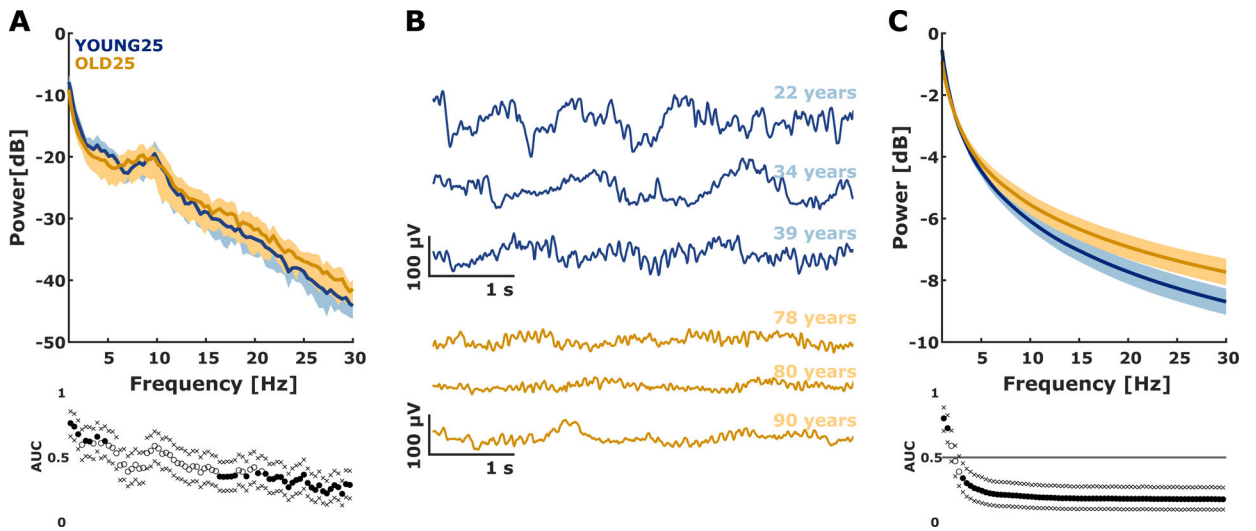 A
B
C
YOUNG25
OLD25
0
-10
-20
-30
-40
-50
Power[dB]
5 10 15 20 25 30
Frequency [Hz]
1
0.5
0
AUC
22 years
34 years
39 years
100 µV
1 s
78 years
80 years
90 years
100 µV
1 s
0
-2
-4
-6
-8
-10
Power [dB]
5 10 15 20 25 30
Frequency [Hz]
1
0.5
0
AUC